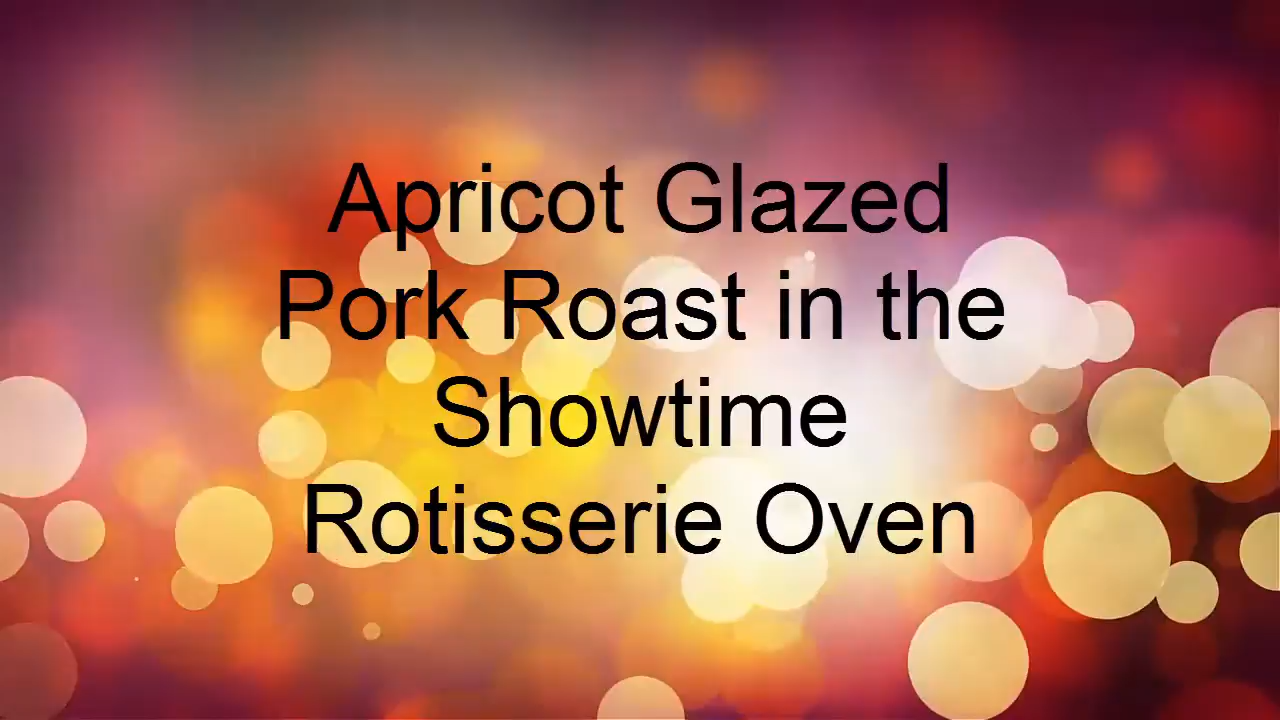 Apricot Glazed
Pork Roast in the
Showtime
Rotisserie Oven